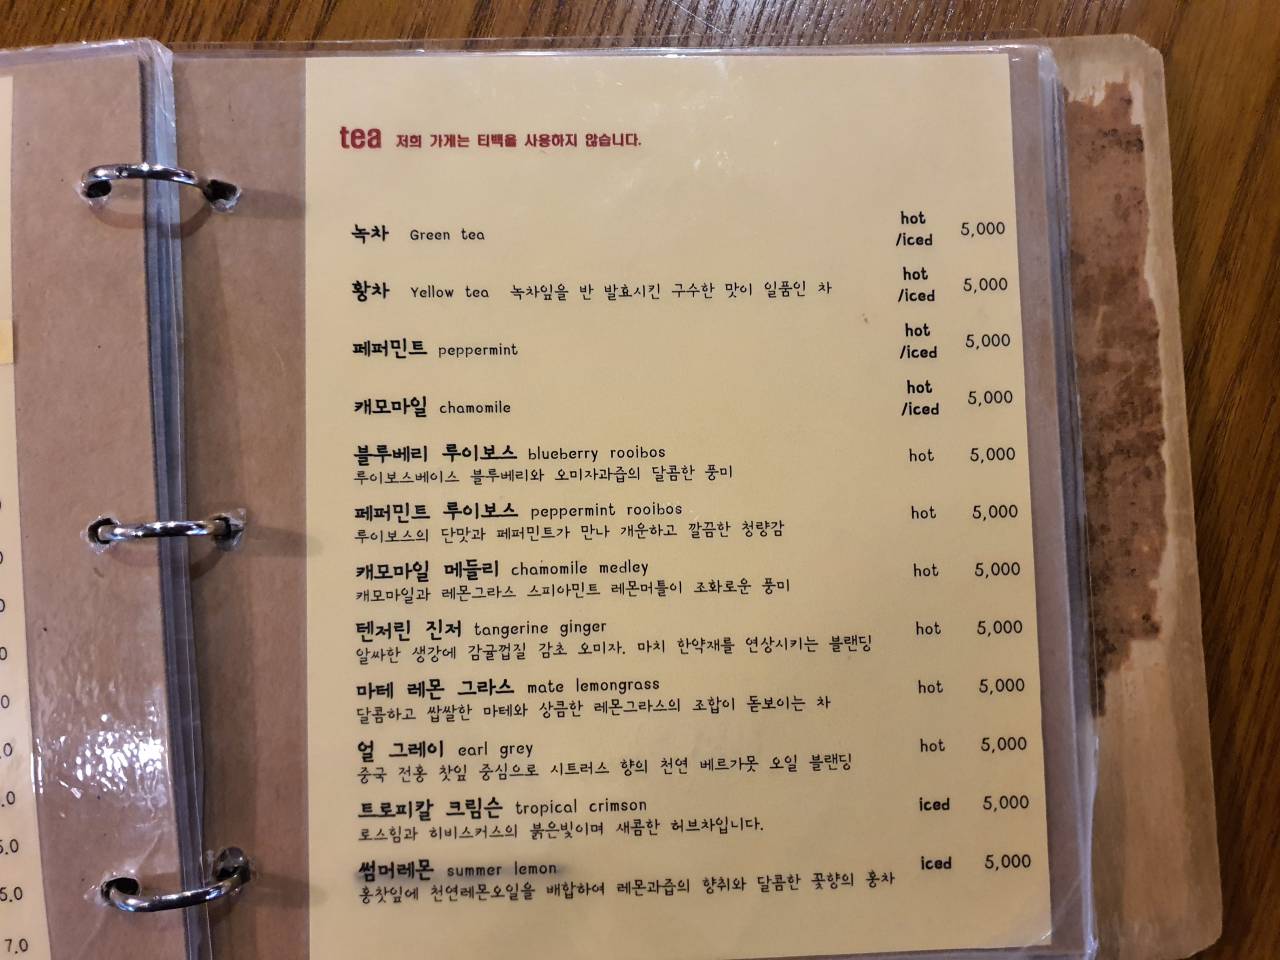 tea 저희 가게는 티백을 사용하지 않습니다.
녹차 Green tea hot /iced 5,000
황차 Yellow tea 녹차잎을 반 발효시킨 구수한 맛이 일품인 차 hot /iced 5,000
페퍼민트 peppermint hot /iced 5,000
캐모마일 chamomile hot /iced 5,000
블루베리 루이보스 blueberry rooibos hot 5,000
루이보스베이스 블루베리와 오미자과즙의 달콤한 풍미
페퍼민트 루이보스 peppermint rooibos hot 5,000
루이보스의 단맛과 페퍼민트가 만나 개운하고 깔끔한 청량감
캐모마일 메들리 chamomile medley hot 5,000
캐모마일과 레몬그라스 스피아민트 레몬머틀이 조화로운 풍미
텐저린 진저 tangerine ginger hot 5,000
알싸한 생강에 감귤껍질 감초 오미자. 마치 한약재를 연상시키는 블랜딩
마테 레몬 그라스 mate lemongrass hot 5,000
달콤하고 쌉쌀한 마테와 상큼한 레몬그라스의 조합이 돋보이는 차
얼 그레이 earl grey hot 5,000
중국 전홍 찻잎 중심으로 시트러스 향의 천연 베르가못 오일 블랜딩
트로피칼 크림슨 tropical crimson iced 5,000
로스힙과 히비스커스의 붉은빛이며 새콤한 허브차입니다.
썸머레몬 summer lemon iced 5,000
홍찻잎에 천연레몬오일을 배합하여 레몬과즙의 향취와 달콤한 꽃향의 홍차
5.0
7.0